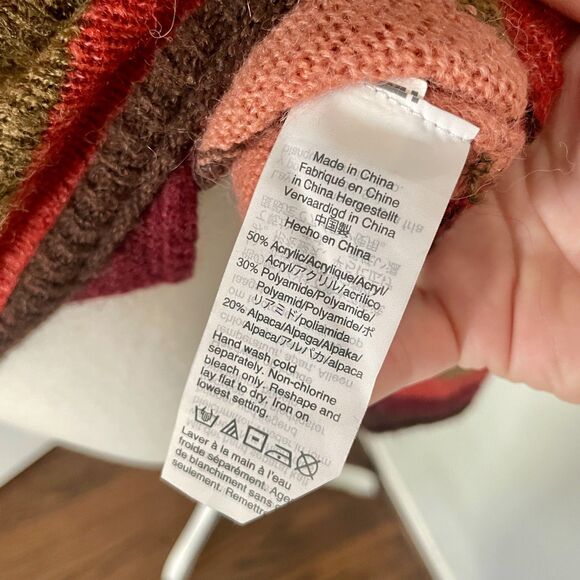 Made in China
Fabriqué en Chine
in China Hergestellt
Vervaardigd in China
中国製
Hecho en China
50% Acrylic/Acrylique/Acryl/
Acryl/アクリル/acrílico
30% Polyamide/Polyamide/
Polyamid/Polyamide/ポ
リアミド/poliamida
20% Alpaca/Alpaga/Alpaka/
Alpaca/アルパカ/alpaca
Hand wash cold
separately. Non-chlorine
bleach only. Reshape and
lay flat to dry. Iron on
lowest setting.
Laver à la main à l'eau
froide séparément. Age
de blanchiment sans
seulement. Remettr